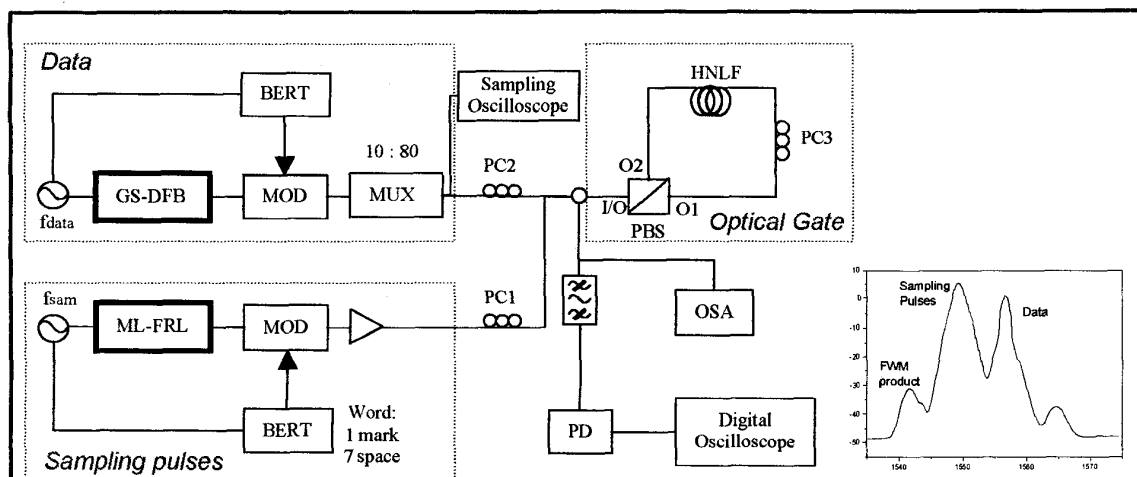 Data
BERT
Sampling
Oscilloscope
10 : 80
GS-DFB
MOD
MUX
fdata
PC2
HNLF
PC3
O2
I/O
O1
PBS
Optical Gate
fsam
ML-FRL
MOD
PC1
BERT
Word:
1 mark
7 space
Sampling pulses
OSA
PD
Digital
Oscilloscope
Sampling
Pulses
Data
FWM
product
10
0
-10
-20
-30
-40
-50
1540
1550
1560
1570